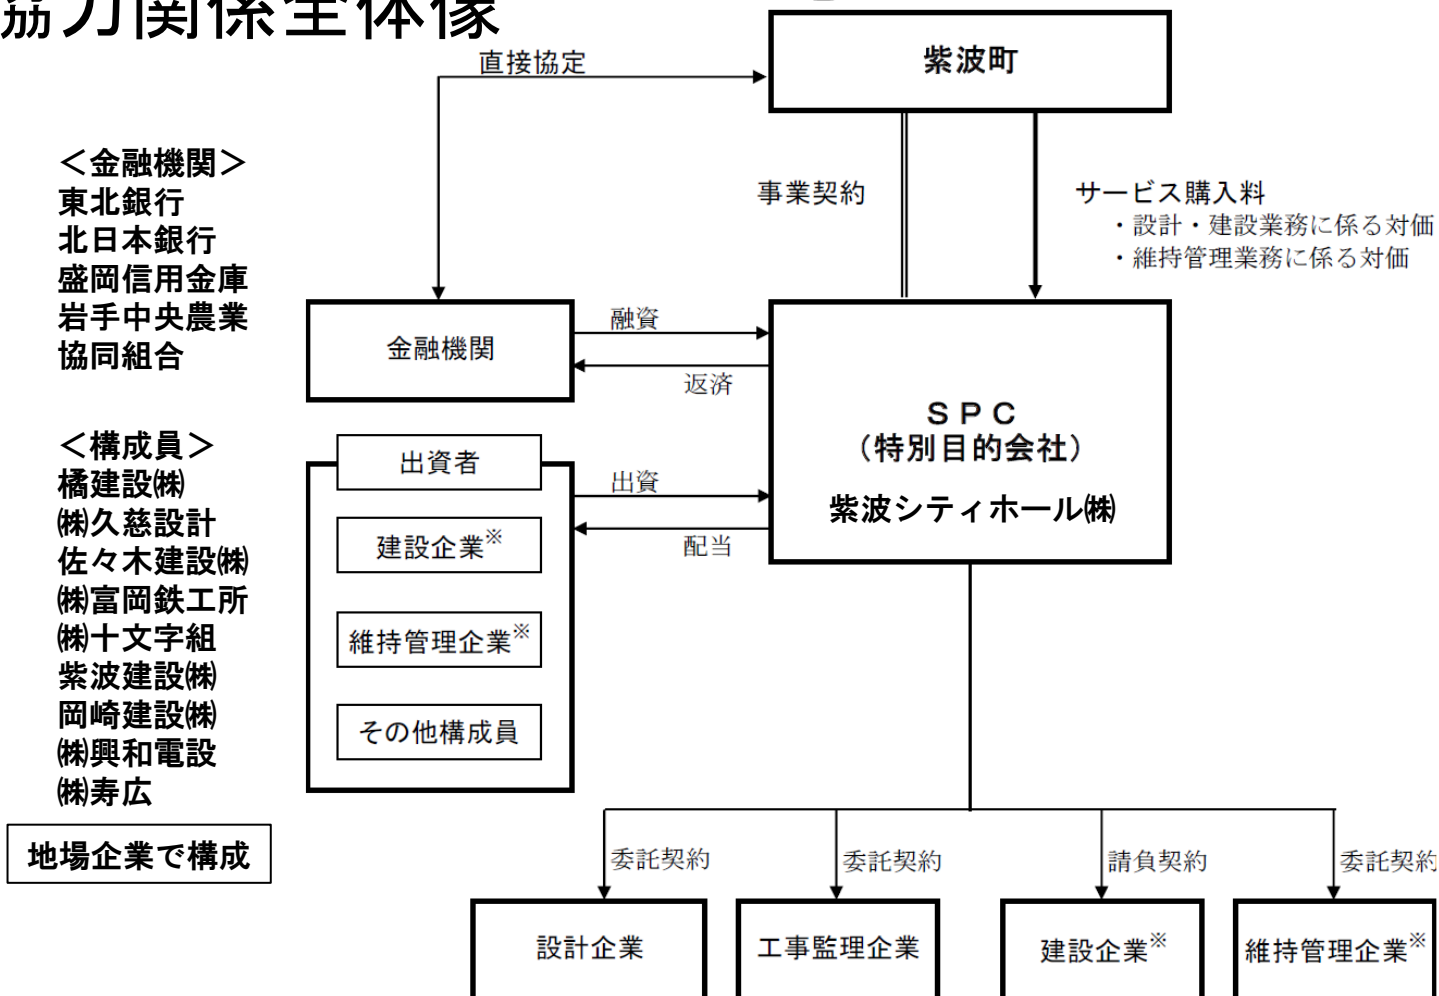 協力関係全体像
直接協定
紫波町
＜金融機関＞
東北銀行
北日本銀行
盛岡信用金庫
岩手中央農業
協同組合
事業契約
サービス購入料
・設計・建設業務に係る対価
・維持管理業務に係る対価
金融機関
融資
返済
ＳＰＣ
（特別目的会社）
紫波シティホール㈱
＜構成員＞
橘建設㈱
㈱久慈設計
佐々木建設㈱
㈱富岡鉄工所
㈱十文字組
紫波建設㈱
岡崎建設㈱
㈱興和電設
㈱寿広
地場企業で構成
出資者
建設企業※
維持管理企業※
その他構成員
出資
配当
委託契約
委託契約
請負契約
委託契約
設計企業
工事監理企業
建設企業※
維持管理企業※